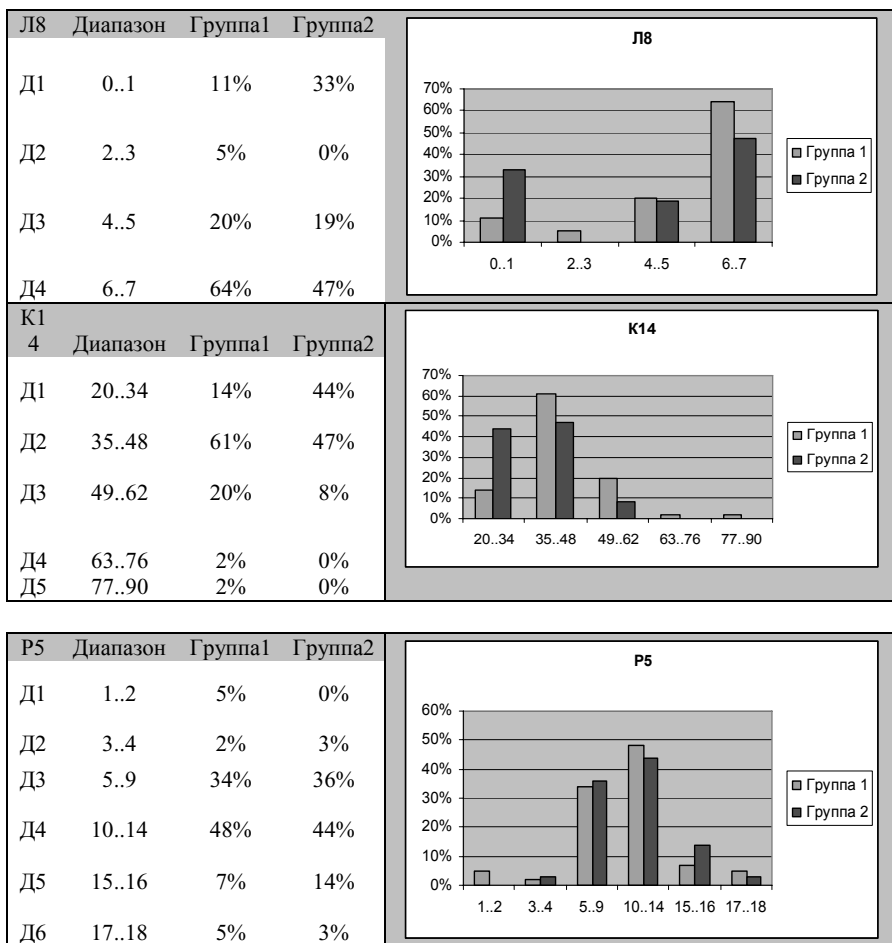 Л8 Диапазон Группа1 Группа2
Д1 0..1 11% 33%
Д2 2..3 5% 0%
Д3 4..5 20% 19%
Д4 6..7 64% 47%
Л8
70%
60%
50%
40%
30%
20%
10%
0%
0..1 2..3 4..5 6..7
Группа 1
Группа 2
К1
4 Диапазон Группа1 Группа2
Д1 20..34 14% 44%
Д2 35..48 61% 47%
Д3 49..62 20% 8%
Д4 63..76 2% 0%
Д5 77..90 2% 0%
К14
70%
60%
50%
40%
30%
20%
10%
0%
20..34 35..48 49..62 63..76 77..90
Группа 1
Группа 2
Р5 Диапазон Группа1 Группа2
Д1 1..2 5% 0%
Д2 3..4 2% 3%
Д3 5..9 34% 36%
Д4 10..14 48% 44%
Д5 15..16 7% 14%
Д6 17..18 5% 3%
Р5
60%
50%
40%
30%
20%
10%
0%
1..2 3..4 5..9 10..14 15..16 17..18
Группа 1
Группа 2